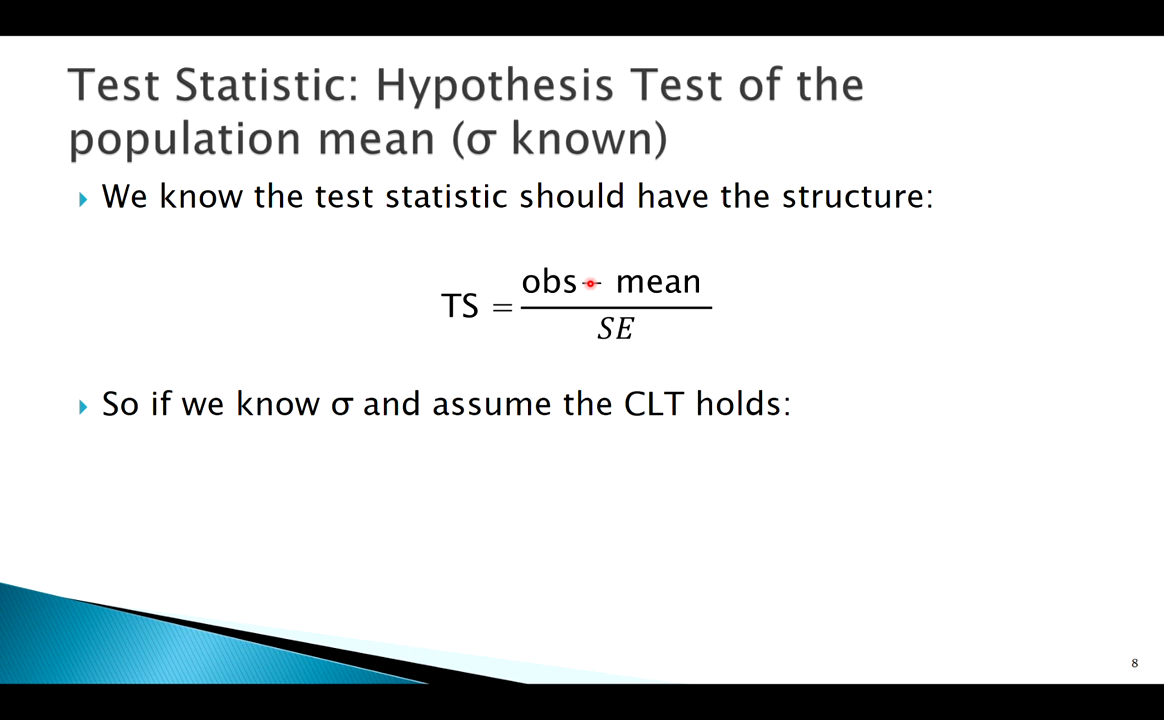 Test Statistic: Hypothesis Test of the
population mean (σ known)
We know the test statistic should have the structure:
TS = obs - mean / SE
So if we know σ and assume the CLT holds:
8